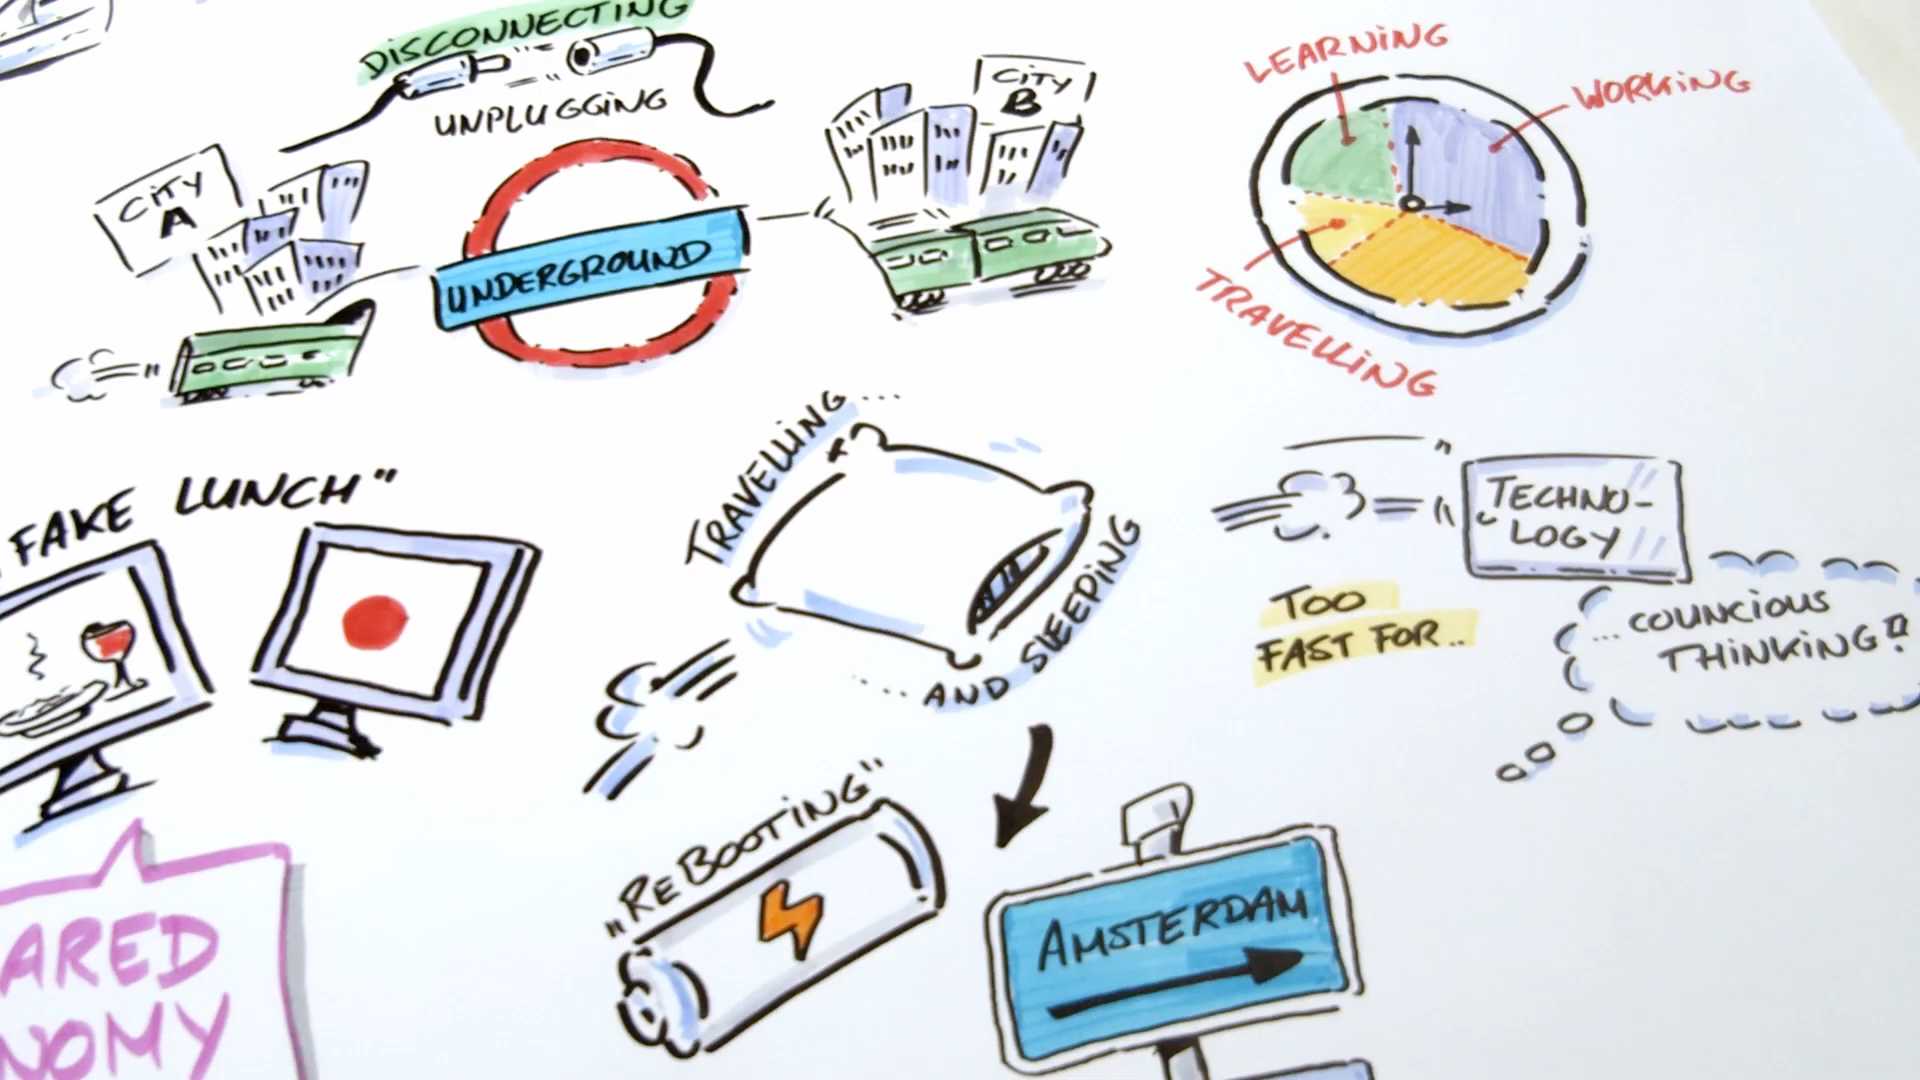 DISCONNECTING
UNPLUGGING
CITY
A
UNDERGROUND
CITY
B
LEARNING
WORKING
TRAVELLING
FAKE LUNCH"
TRAVELLING...
... AND SLEEPING
TECHNO-
LOGY
TOO
FAST FOR..
... COUNCIOUS
THINKING!?
"REBOOTING"
AMSTERDAM
ARED
NOMY